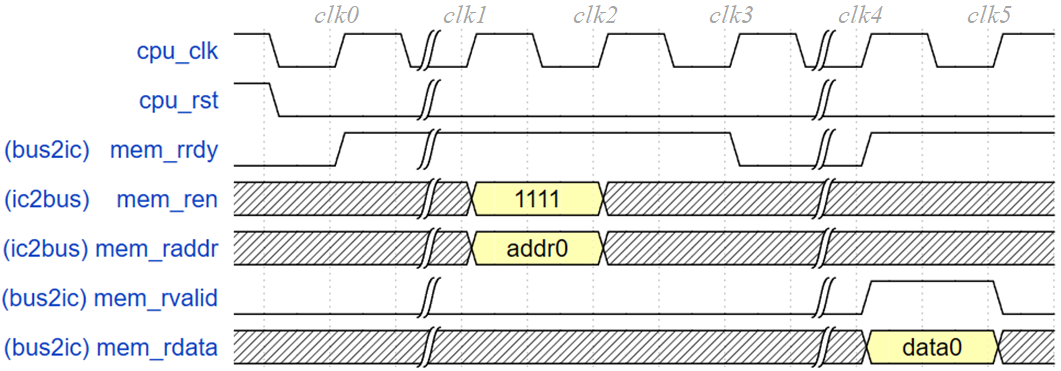 clk0 clk1 clk2 clk3 clk4 clk5
cpu_clk
cpu_rst
(bus2ic) mem_rrdy
(ic2bus) mem_ren 1111
(ic2bus) mem_raddr addr0
(bus2ic) mem_rvalid
(bus2ic) mem_rdata data0